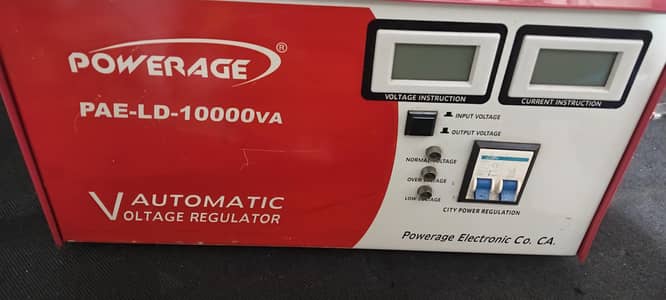 POWERAGE®
PAE-LD-10000VA
AUTOMATIC
VOLTAGE REGULATOR
VOLTAGE INSTRUCTION
CURRENT INSTRUCTION
INPUT VOLTAGE
OUTPUT VOLTAGE
NORMAL VOLTAGE
OVER VOLTAGE
LOW VOLTAGE
CITY POWER REGULATION
Powerage Electronic Co. CA.